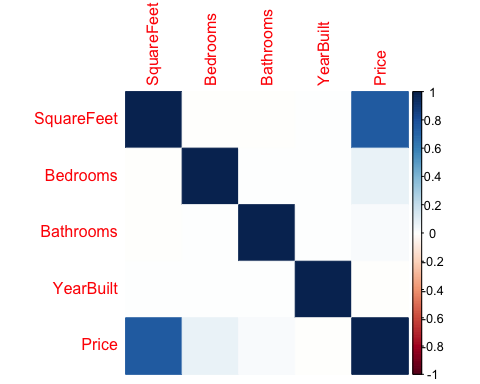 SquareFeet
Bedrooms
Bathrooms
YearBuilt
Price
SquareFeet
Bedrooms
Bathrooms
YearBuilt
Price
1
0.8
0.6
0.4
0.2
0
-0.2
-0.4
-0.6
-0.8
-1